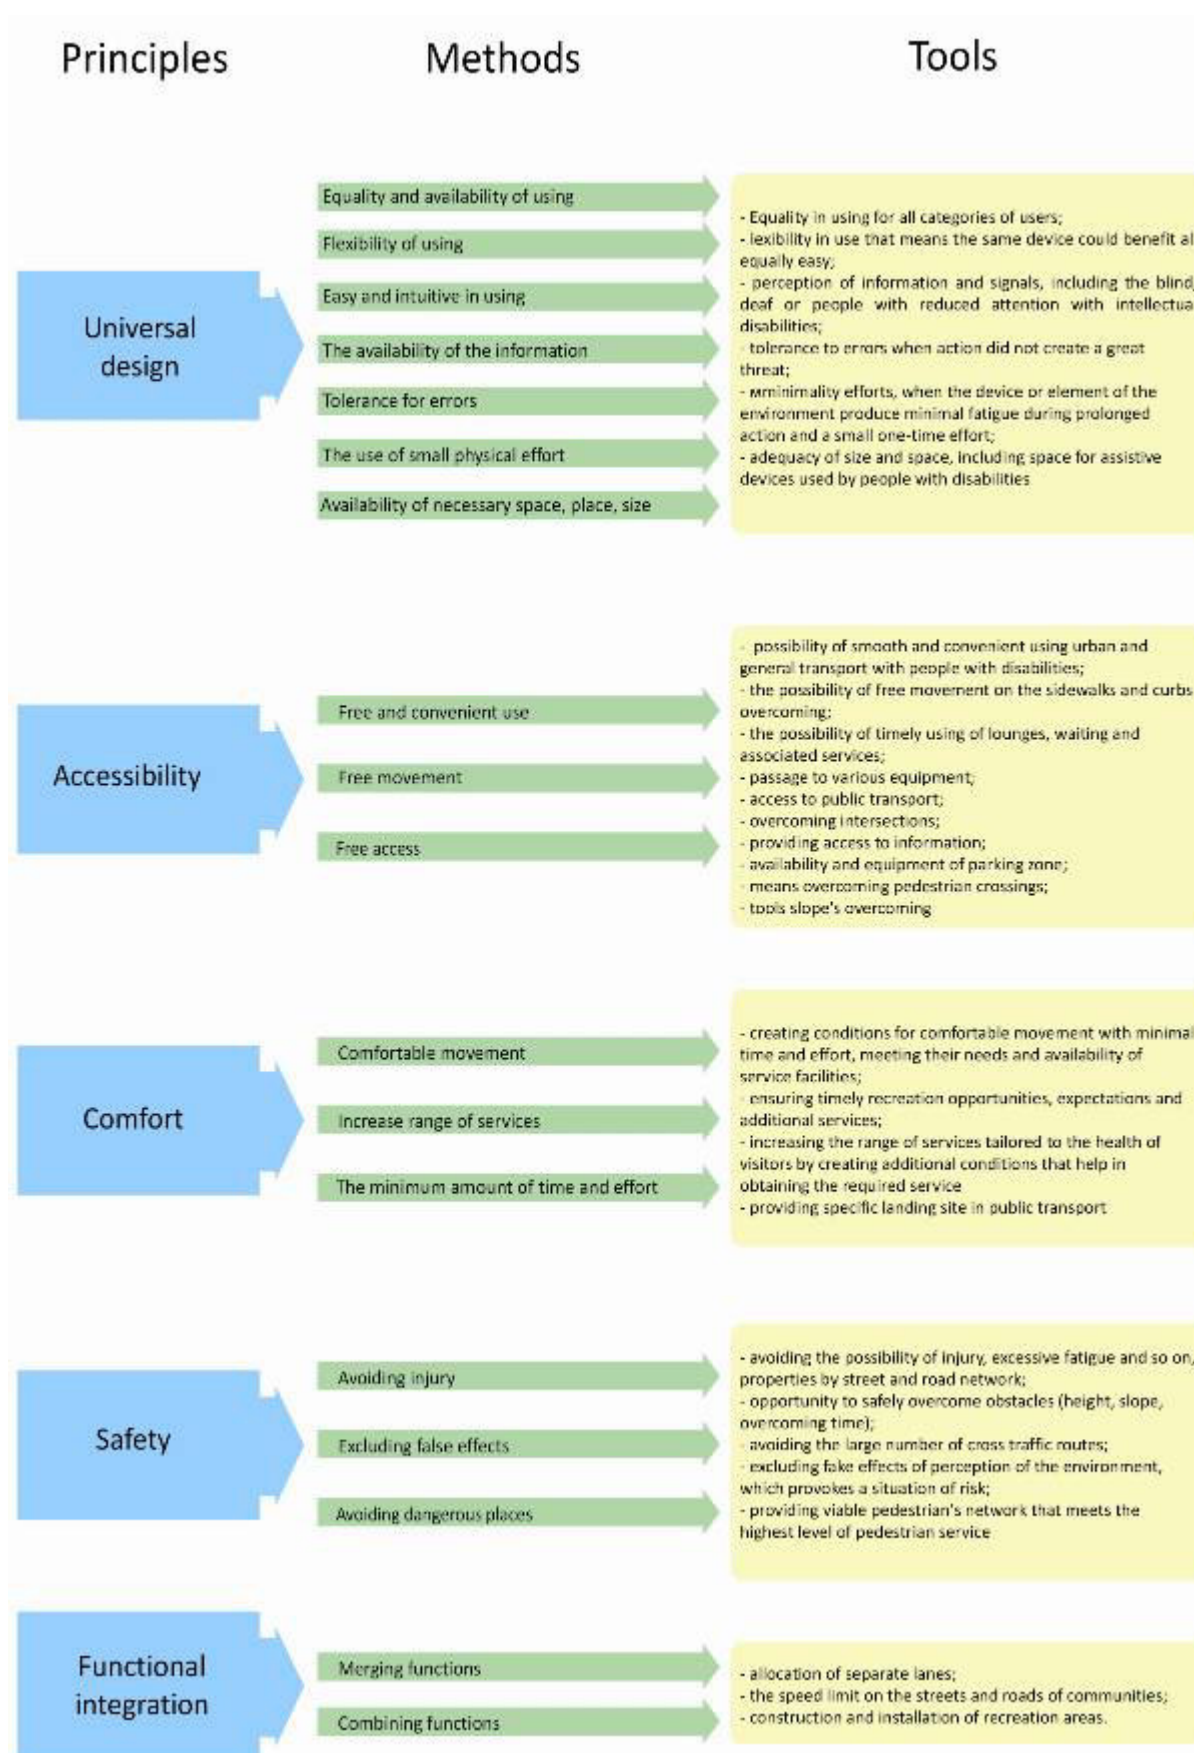 Principles
Methods
Tools
Universal
design
Equality and availability of using
Flexibility of using
Easy and intuitive in using
The availability of the information
Tolerance for errors
The use of small physical effort
Availability of necessary space, place, size
- Equality in using for all categories of users;
- lexibility in use that means the same device could benefit al
equally easy;
- perception of information and signals, including the blind,
deaf or people with reduced attention with intellectua
disabilities;
- tolerance to errors when action did not create a great
threat;
- мminimality efforts, when the device or element of the
environment produce minimal fatigue during prolonged
action and a small one-time effort;
- adequacy of size and space, including space for assistive
devices used by people with disabilities
Accessibility
Free and convenient use
Free movement
Free access
- possibility of smooth and convenient using urban and
general transport with people with disabilities;
- the possibility of free movement on the sidewalks and curbs
overcoming;
- the possibility of timely using of lounges, waiting and
associated services;
- passage to various equipment;
- access to public transport;
- overcoming intersections;
- providing access to information;
- availability and equipment of parking zone;
- means overcoming pedestrian crossings;
- tools slope's overcoming
Comfort
Comfortable movement
Increase range of services
The minimum amount of time and effort
- creating conditions for comfortable movement with minimal
time and effort, meeting their needs and availability of
service facilities;
- ensuring timely recreation opportunities, expectations and
additional services;
- increasing the range of services tailored to the health of
visitors by creating additional conditions that help in
obtaining the required service
- providing specific landing site in public transport
Safety
Avoiding injury
Excluding false effects
Avoiding dangerous places
- avoiding the possibility of injury, excessive fatigue and so on,
properties by street and road network;
- opportunity to safely overcome obstacles (height, slope,
overcoming time);
- avoiding the large number of cross traffic routes;
- excluding fake effects of perception of the environment,
which provokes a situation of risk;
- providing viable pedestrian's network that meets the
highest level of pedestrian service
Functional
integration
Merging functions
Combining functions
- allocation of separate lanes;
- the speed limit on the streets and roads of communities;
- construction and installation of recreation areas.